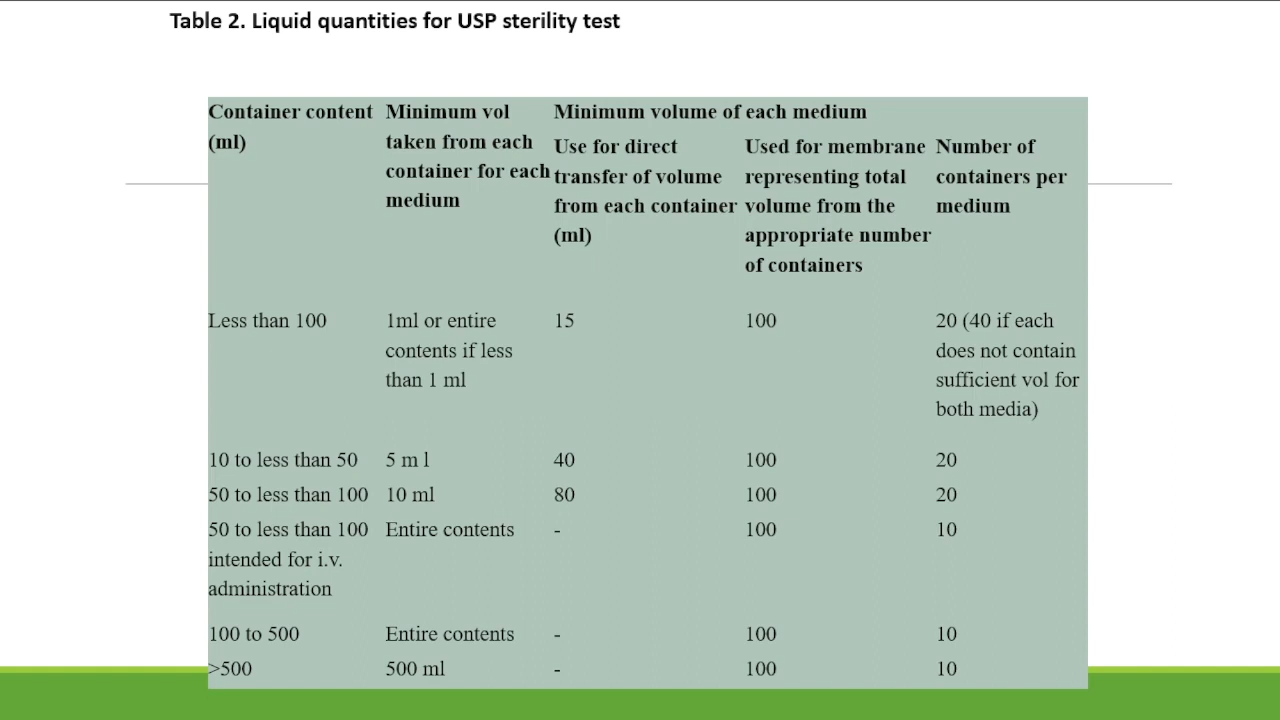 Table 2. Liquid quantities for USP sterility test
Container content
(ml)
Minimum vol
taken from each
container for each
medium
Minimum volume of each medium
Use for direct
transfer of volume
from each container
(ml)
Used for membrane
representing total
volume from the
appropriate number
of containers
Number of
containers per
medium
Less than 100
1ml or entire
contents if less
than 1 ml
15
100
20 (40 if each
does not contain
sufficient vol for
both media)
10 to less than 50
5 m l
40
100
20
50 to less than 100
10 ml
80
100
20
50 to less than 100
intended for i.v.
administration
Entire contents
-
100
10
100 to 500
Entire contents
-
100
10
>500
500 ml
-
100
10